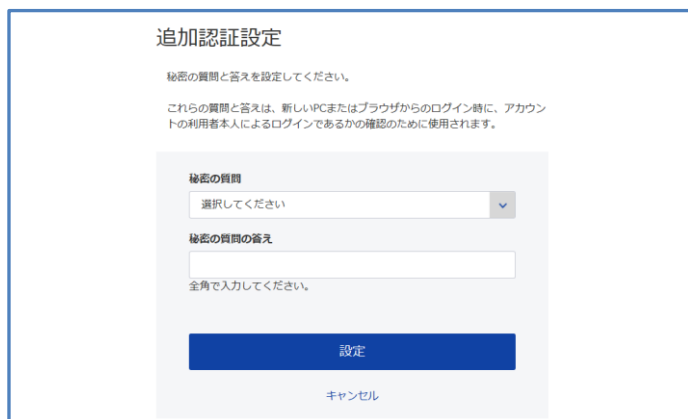 追加認証設定
秘密の質問と答えを設定してください。
これらの質問と答えは、新しいPCまたはブラウザからのログイン時に、アカウン
トの利用者本人によるログインであるかの確認のために使用されます。
秘密の質問
選択してください
秘密の質問の答え
全角で入力してください。
設定
キャンセル